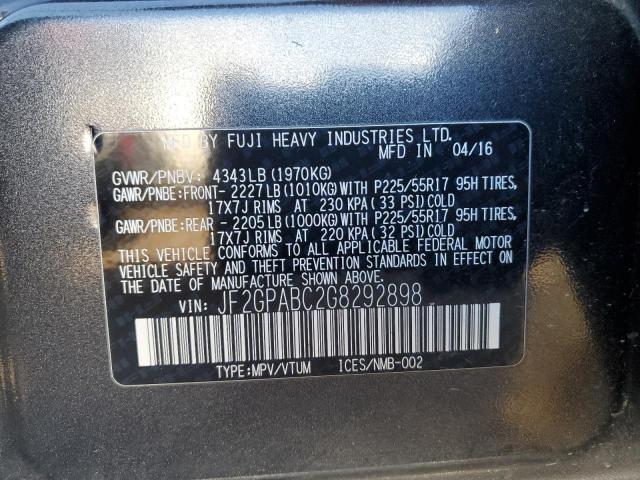 MFD BY FUJI HEAVY INDUSTRIES LTD.
MFD IN 04/16
GVWR/PNBV: 4343LB(1970KG)
GAWR/PNBE:FRONT-2227LB(1010KG)WITH P225/55R17 95H TIRES,
17X7J RIMS AT 230 KPA(33 PSI)COLD
GAWR/PNBE:REAR -2205LB(1000KG)WITH P225/55R17 95H TIRES,
17X7J RIMS AT 220 KPA(32 PSI)COLD
THIS VEHICLE CONFORMS TO ALL APPLICABLE FEDERAL MOTOR
VEHICLE SAFETY AND THEFT PREVENTION STANDARDS IN EFFECT ON
THE DATE OF MANUFACTURE SHOWN ABOVE.
VIN: JF2GPABC2G8292898
TYPE:MPV/VTUM ICES/NMB-002